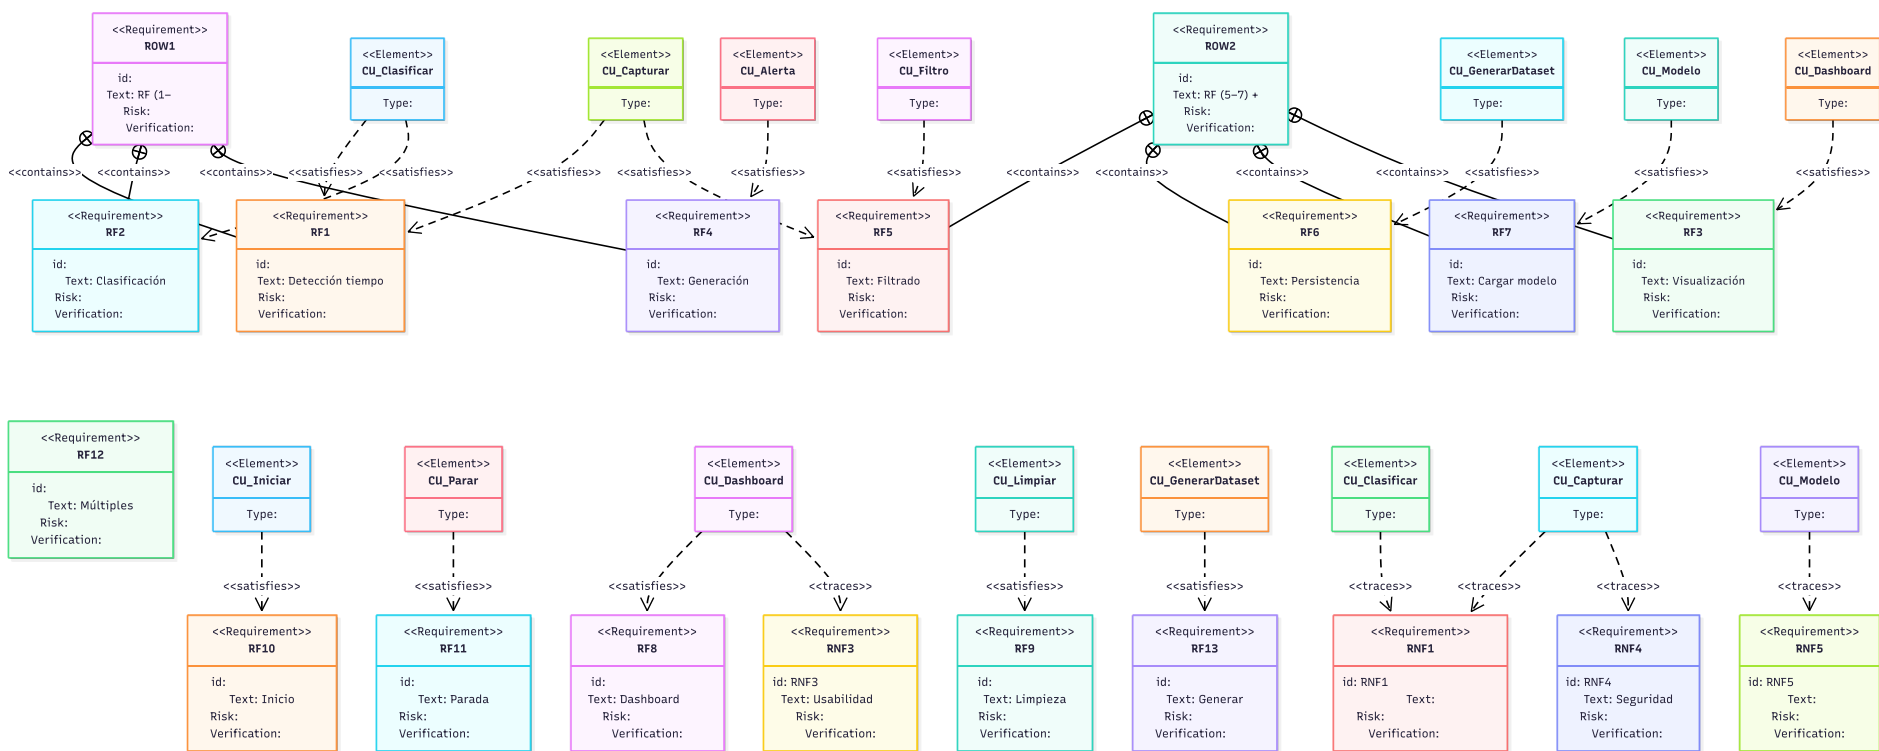 <<Requirement>>
ROW1
id:
Text: RF (1–
Risk:
Verification:
<<Element>>
CU_Clasificar
Type:
<<Element>>
CU_Capturar
Type:
<<Element>>
CU_Alerta
Type:
<<Element>>
CU_Filtro
Type:
<<Requirement>>
ROW2
id:
Text: RF (5–7) +
Risk:
Verification:
<<Element>>
CU_GenerarDataset
Type:
<<Element>>
CU_Modelo
Type:
<<Element>>
CU_Dashboard
Type:
<<contains>>
<<contains>>
<<contains>>
<<satisfies>>
<<satisfies>>
<<satisfies>>
<<satisfies>>
<<satisfies>>
<<satisfies>>
<<contains>>
<<contains>>
<<contains>>
<<contains>>
<<satisfies>>
<<satisfies>>
<<satisfies>>
<<Requirement>>
RF2
id:
Text: Clasificación
Risk:
Verification:
<<Requirement>>
RF1
id:
Text: Detección tiempo
Risk:
Verification:
<<Requirement>>
RF4
id:
Text: Generación
Risk:
Verification:
<<Requirement>>
RF5
id:
Text: Filtrado
Risk:
Verification:
<<Requirement>>
RF6
id:
Text: Persistencia
Risk:
Verification:
<<Requirement>>
RF7
id:
Text: Cargar modelo
Risk:
Verification:
<<Requirement>>
RF3
id:
Text: Visualización
Risk:
Verification:
<<Requirement>>
RF12
id:
Text: Múltiples
Risk:
Verification:
<<Element>>
CU_Iniciar
Type:
<<Element>>
CU_Parar
Type:
<<Element>>
CU_Dashboard
Type:
<<Element>>
CU_Limpiar
Type:
<<Element>>
CU_GenerarDataset
Type:
<<Element>>
CU_Clasificar
Type:
<<Element>>
CU_Capturar
Type:
<<Element>>
CU_Modelo
Type:
<<satisfies>>
<<satisfies>>
<<satisfies>>
<<traces>>
<<satisfies>>
<<satisfies>>
<<traces>>
<<traces>>
<<traces>>
<<traces>>
<<Requirement>>
RF10
id:
Text: Inicio
Risk:
Verification:
<<Requirement>>
RF11
id:
Text: Parada
Risk:
Verification:
<<Requirement>>
RF8
id:
Text: Dashboard
Risk:
Verification:
<<Requirement>>
RNF3
id: RNF3
Text: Usabilidad
Risk:
Verification:
<<Requirement>>
RF9
id:
Text: Limpieza
Risk:
Verification:
<<Requirement>>
RF13
id:
Text: Generar
Risk:
Verification:
<<Requirement>>
RNF1
id: RNF1
Text:
Risk:
Verification:
<<Requirement>>
RNF4
id: RNF4
Text: Seguridad
Risk:
Verification:
<<Requirement>>
RNF5
id: RNF5
Text:
Risk:
Verification: